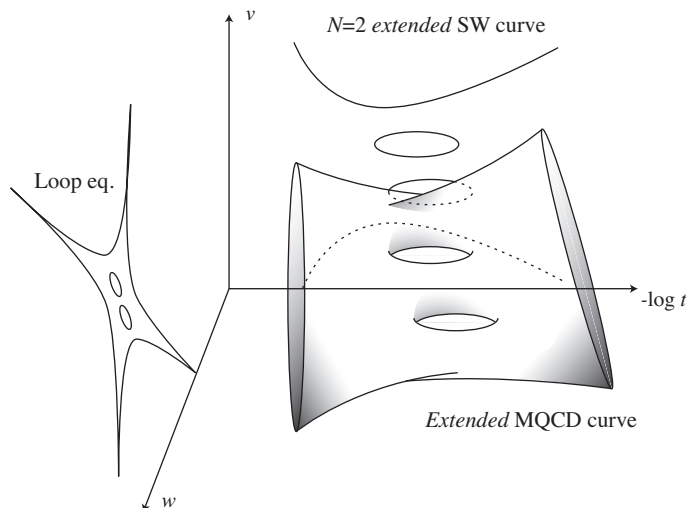 v
N=2 extended SW curve
Loop eq.
-log t
Extended MQCD curve
w